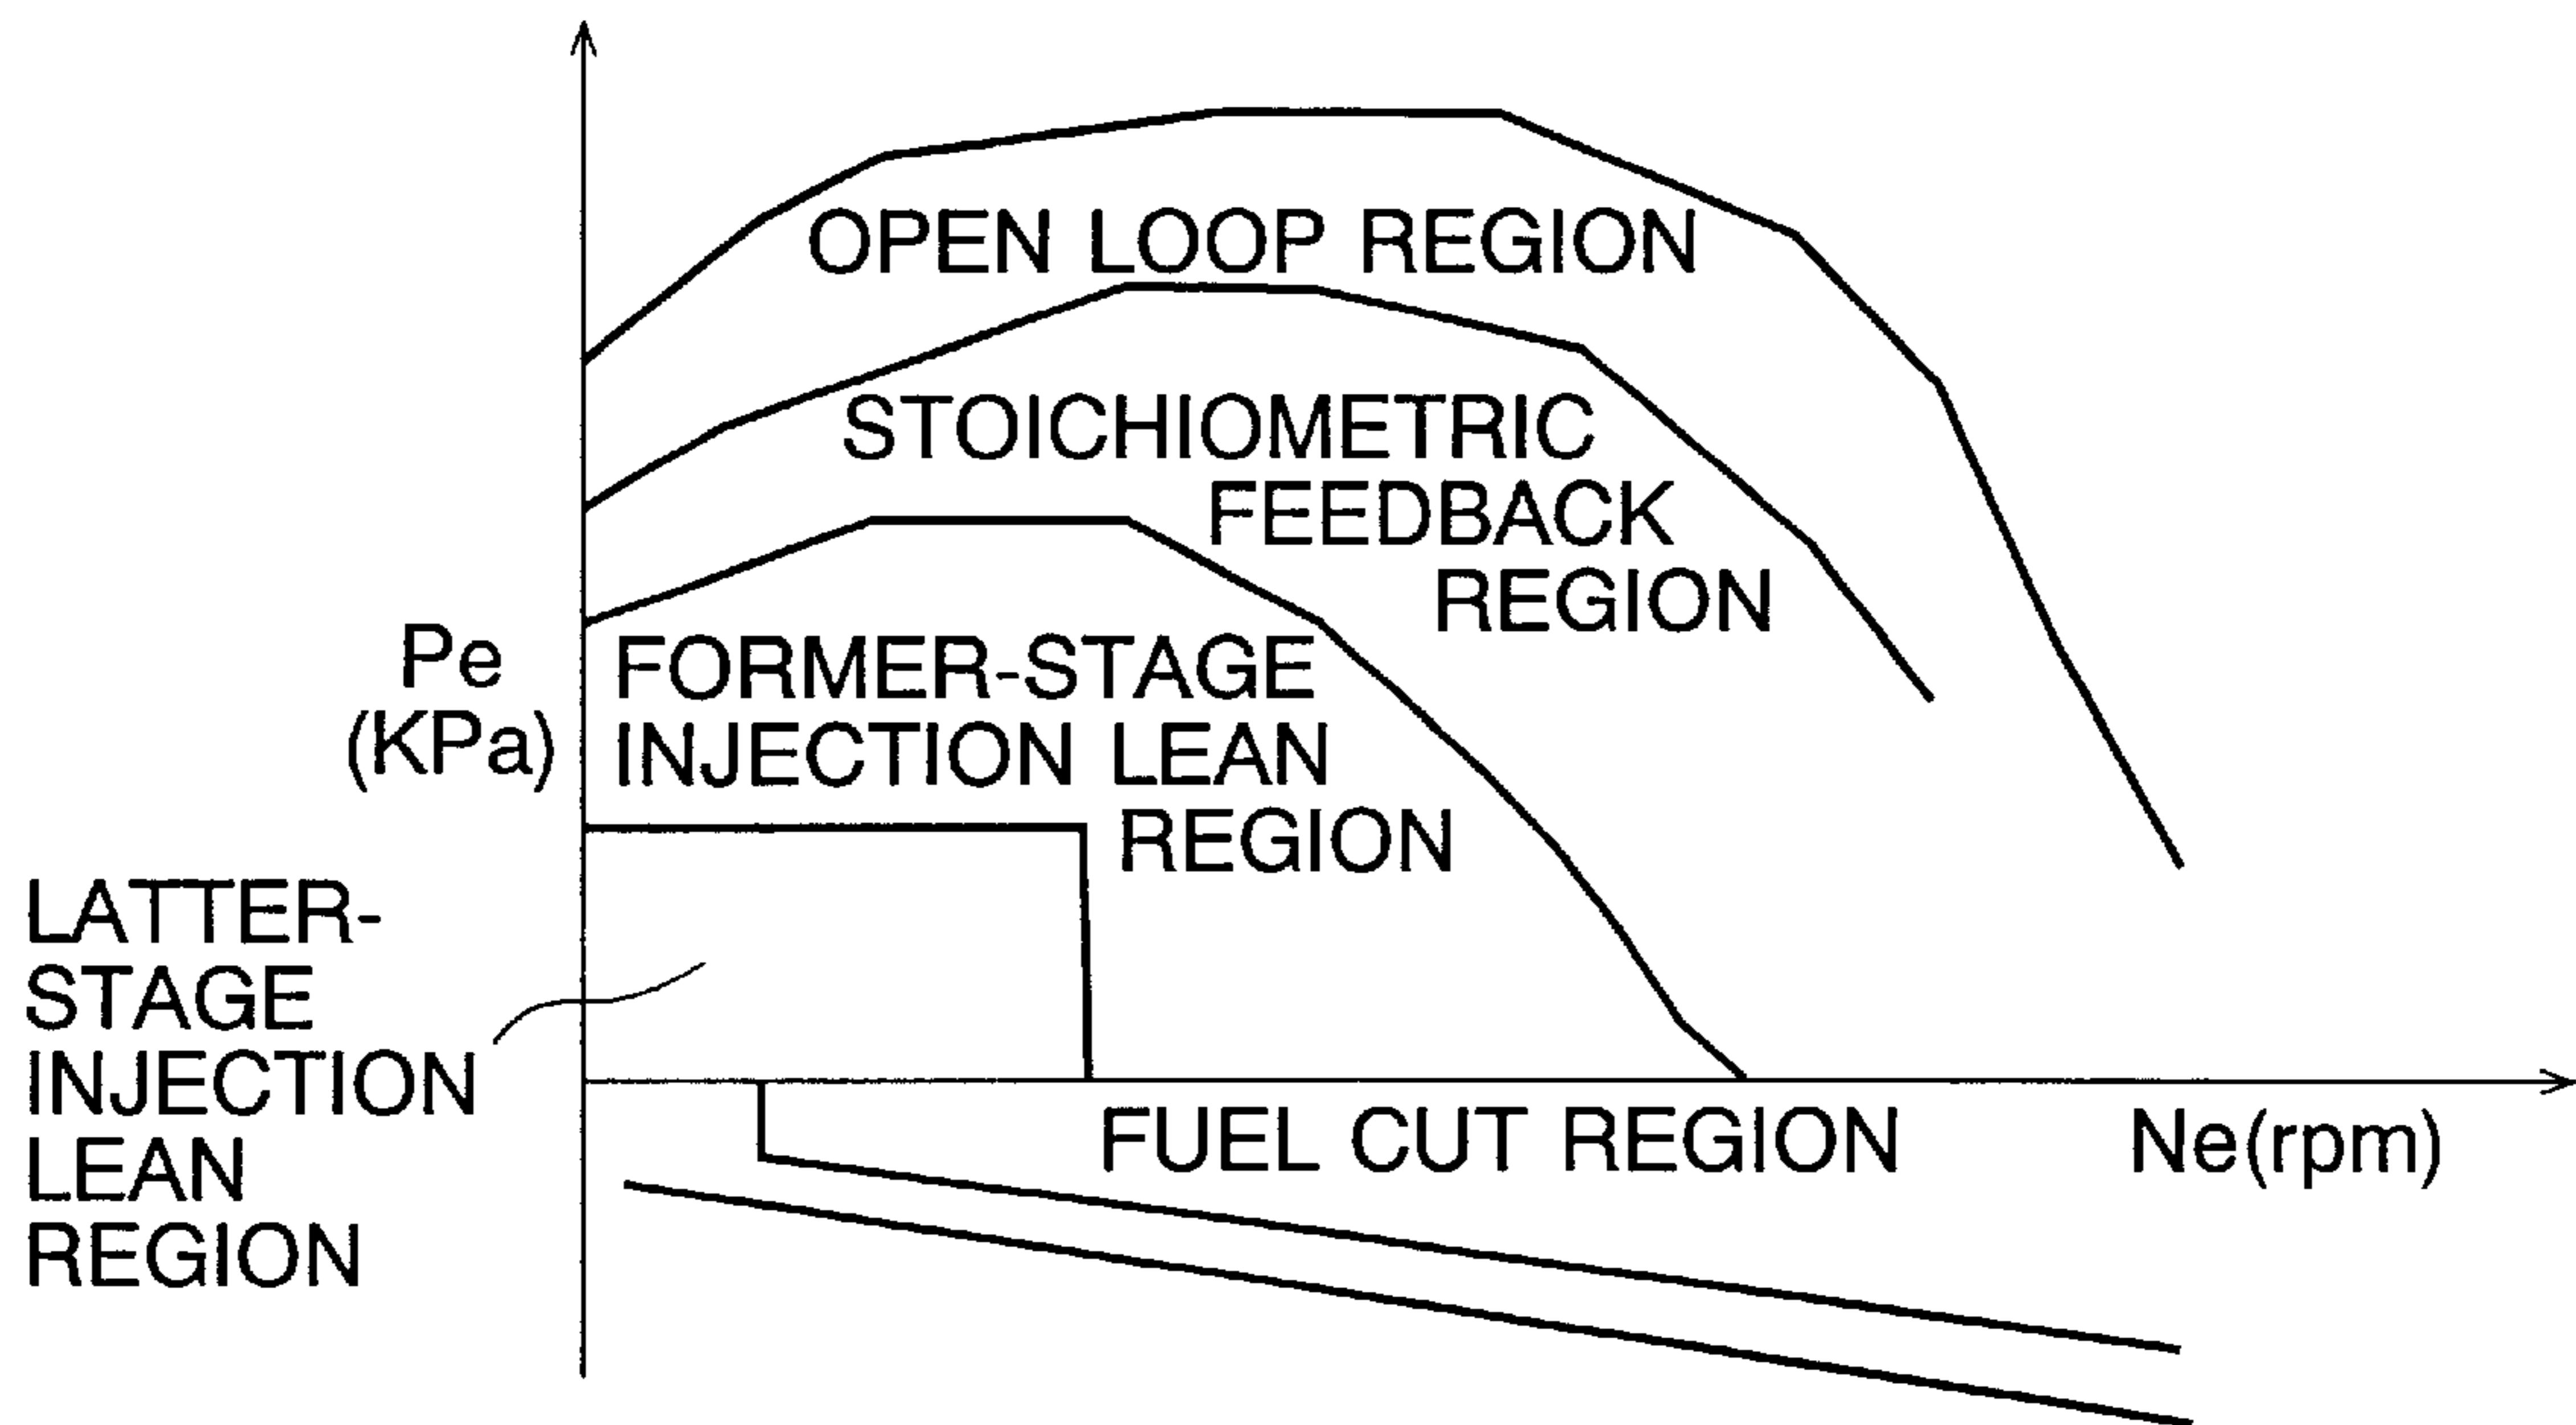 OPEN LOOP REGION
STOICHIOMETRIC
FEEDBACK
REGION
Pe
(KPa)
FORMER-STAGE
INJECTION LEAN
REGION
LATTER-
STAGE
INJECTION
LEAN
REGION
FUEL CUT REGION
Ne(rpm)